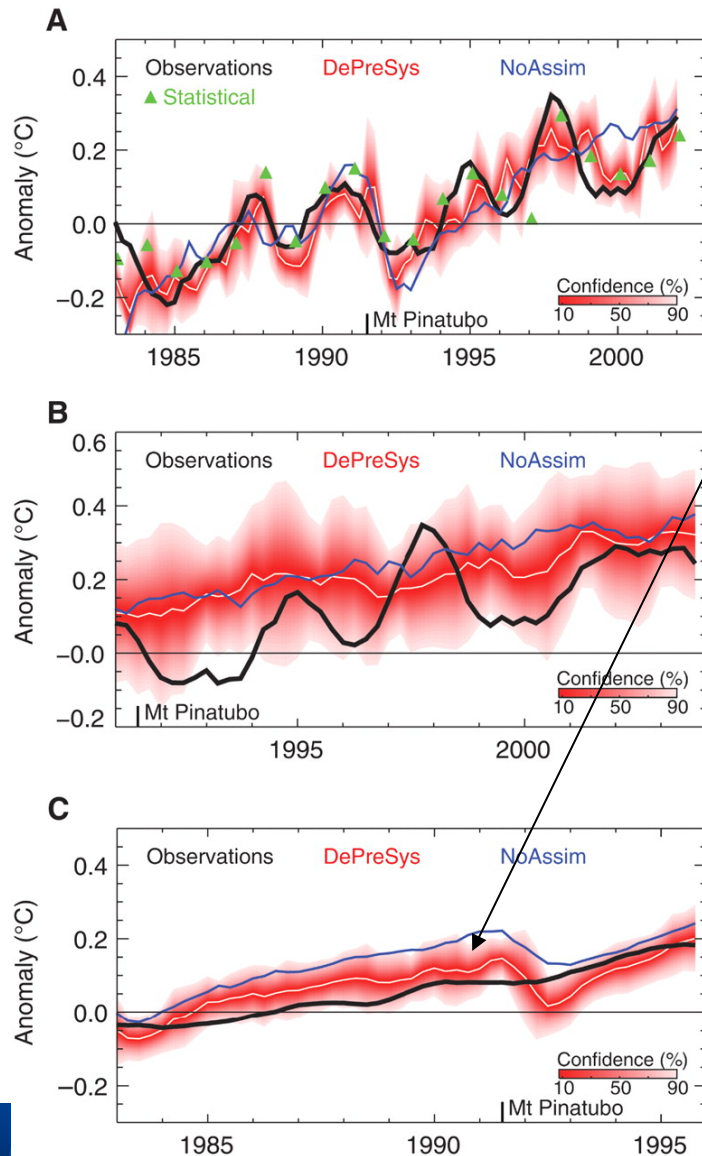 A
Observations DePreSys NoAssim
▲ Statistical
Anomaly (°C)
0.4
0.2
0.0
−0.2
Confidence (%)
10 50 90
Mt Pinatubo
1985 1990 1995 2000
B
Observations DePreSys NoAssim
Anomaly (°C)
0.6
0.4
0.2
−0.0
−0.2
Confidence (%)
10 50 90
Mt Pinatubo
1995 2000
C
Observations DePreSys NoAssim
Anomaly (°C)
0.4
0.2
0.0
−0.2
Confidence (%)
10 50 90
Mt Pinatubo
1985 1990 1995